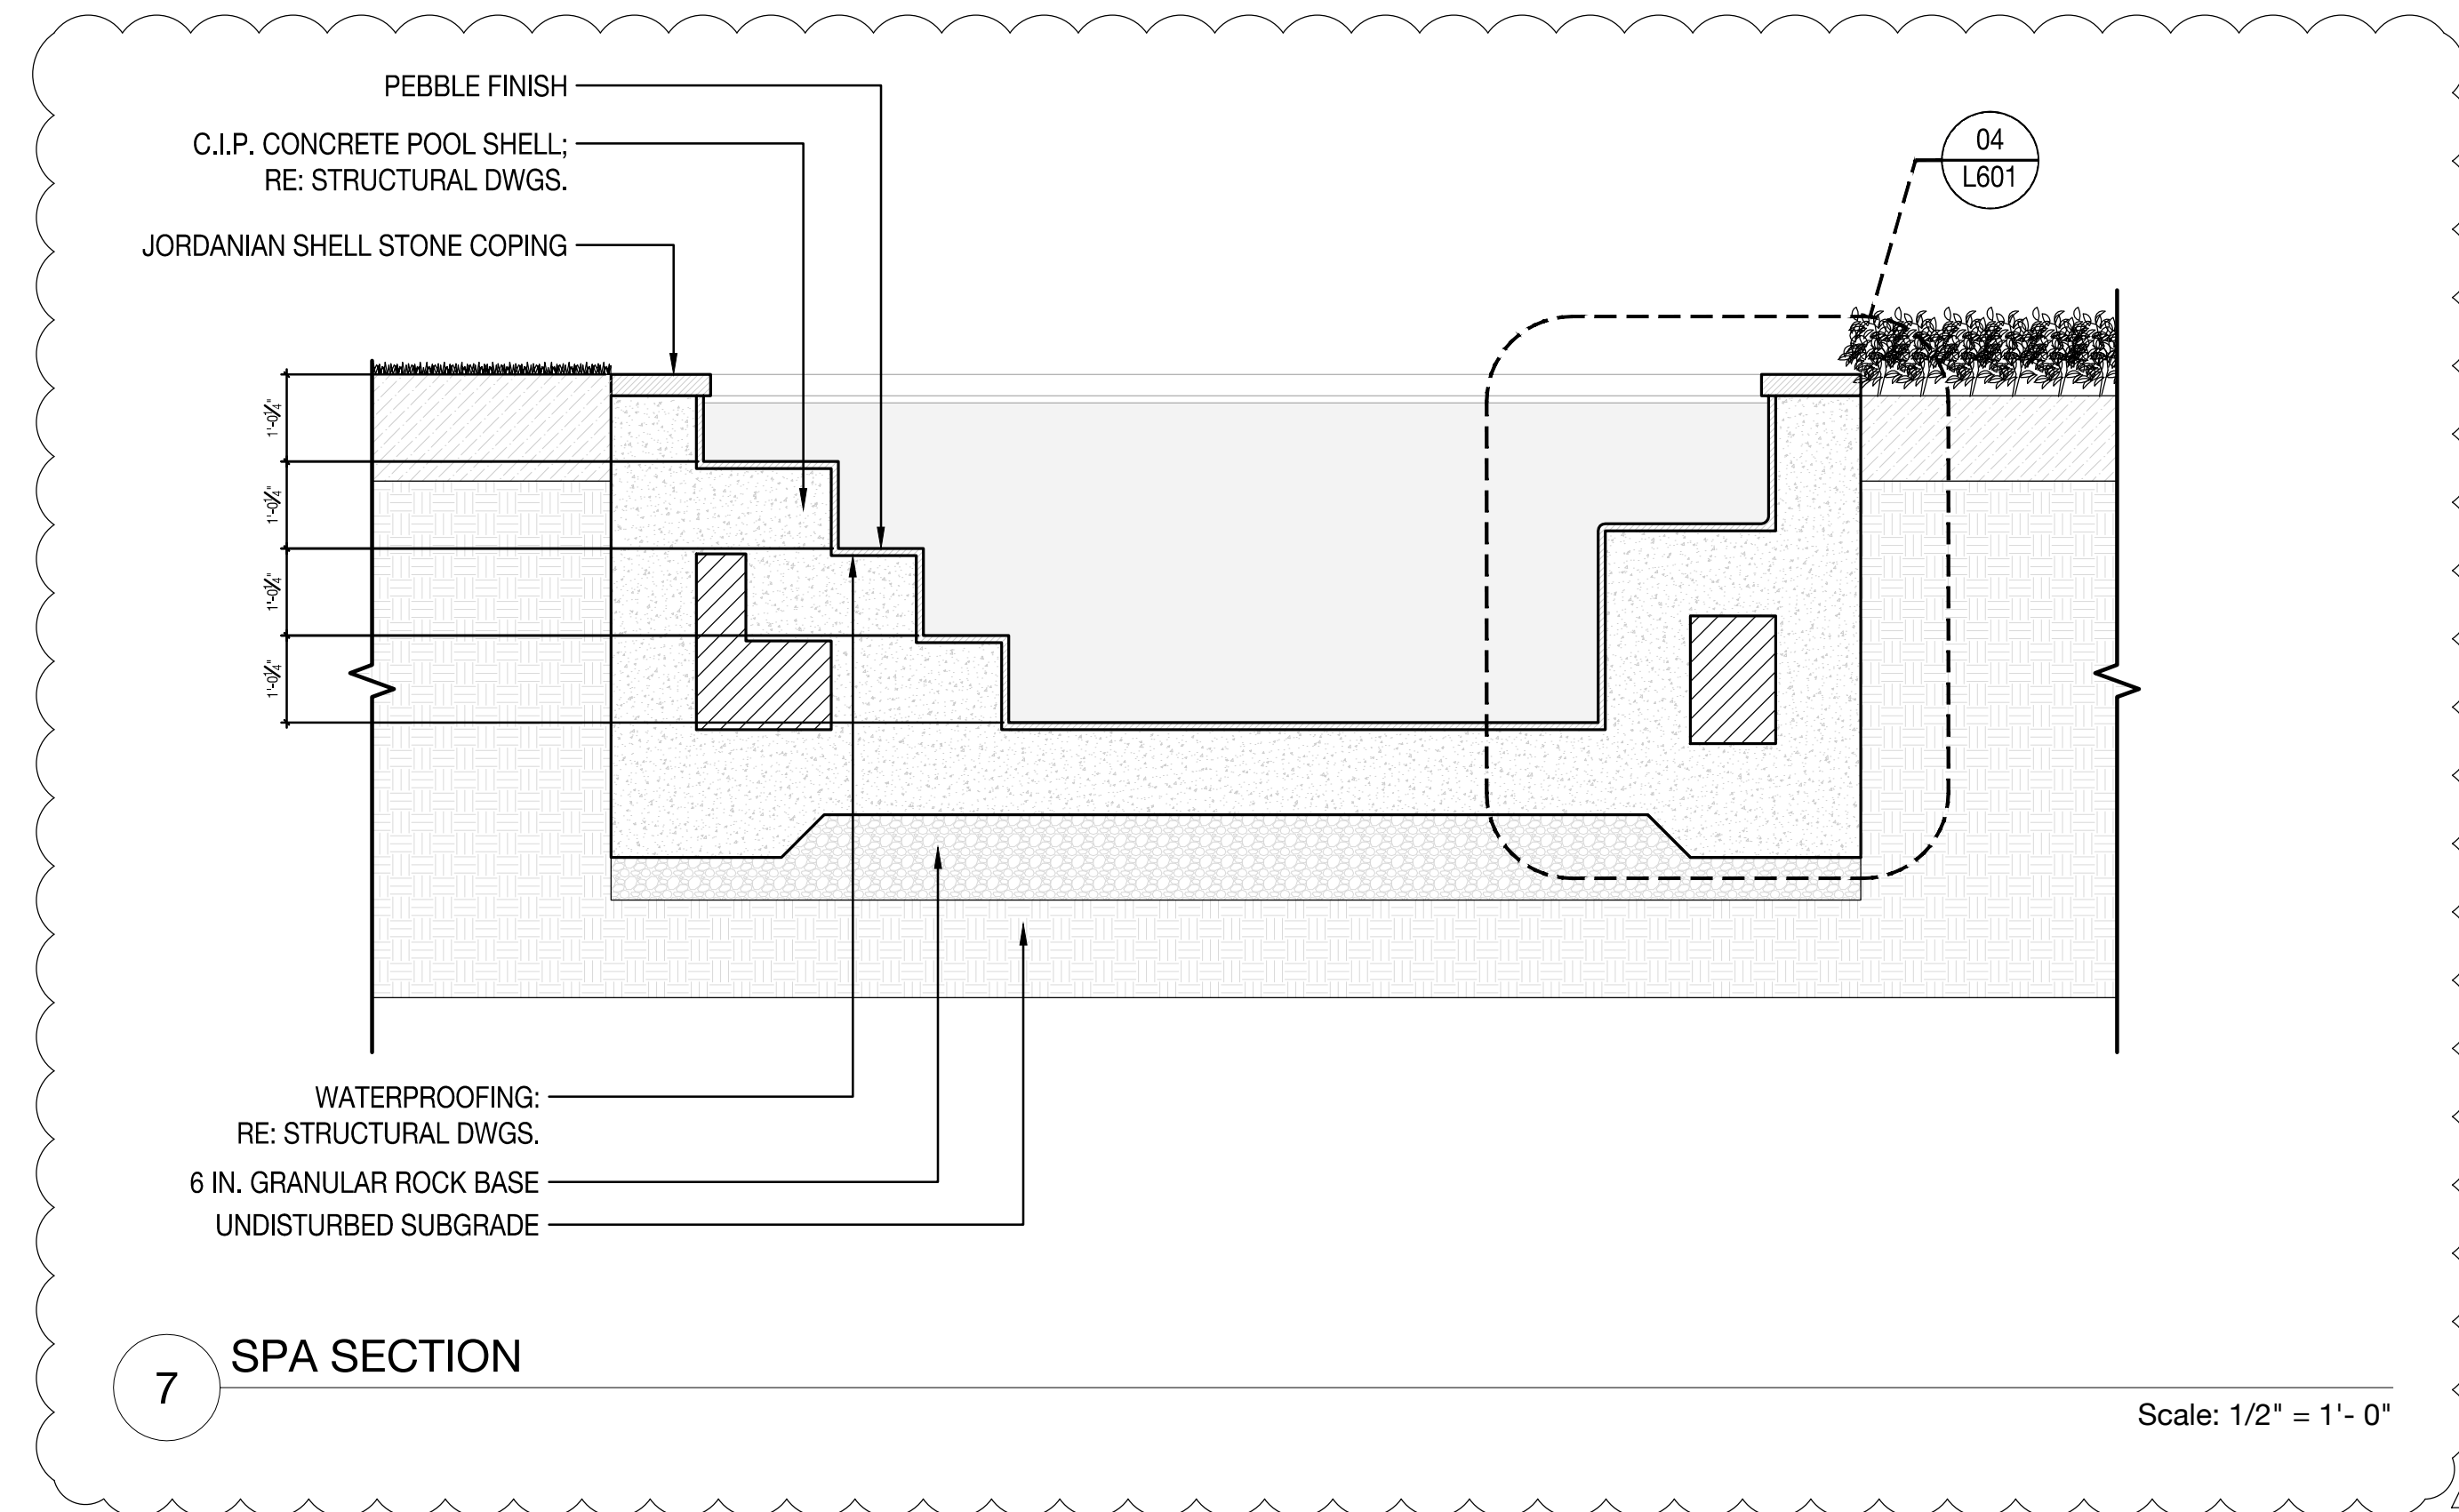 PEBBLE FINISH
C.I.P. CONCRETE POOL SHELL;
RE: STRUCTURAL DWGS.
JORDANIAN SHELL STONE COPING
04
L601
1'-0¼"
1'-0¼"
1'-0¼"
1'-0¼"
WATERPROOFING:
RE: STRUCTURAL DWGS.
6 IN. GRANULAR ROCK BASE
UNDISTURBED SUBGRADE
7
SPA SECTION
Scale: 1/2" = 1'- 0"